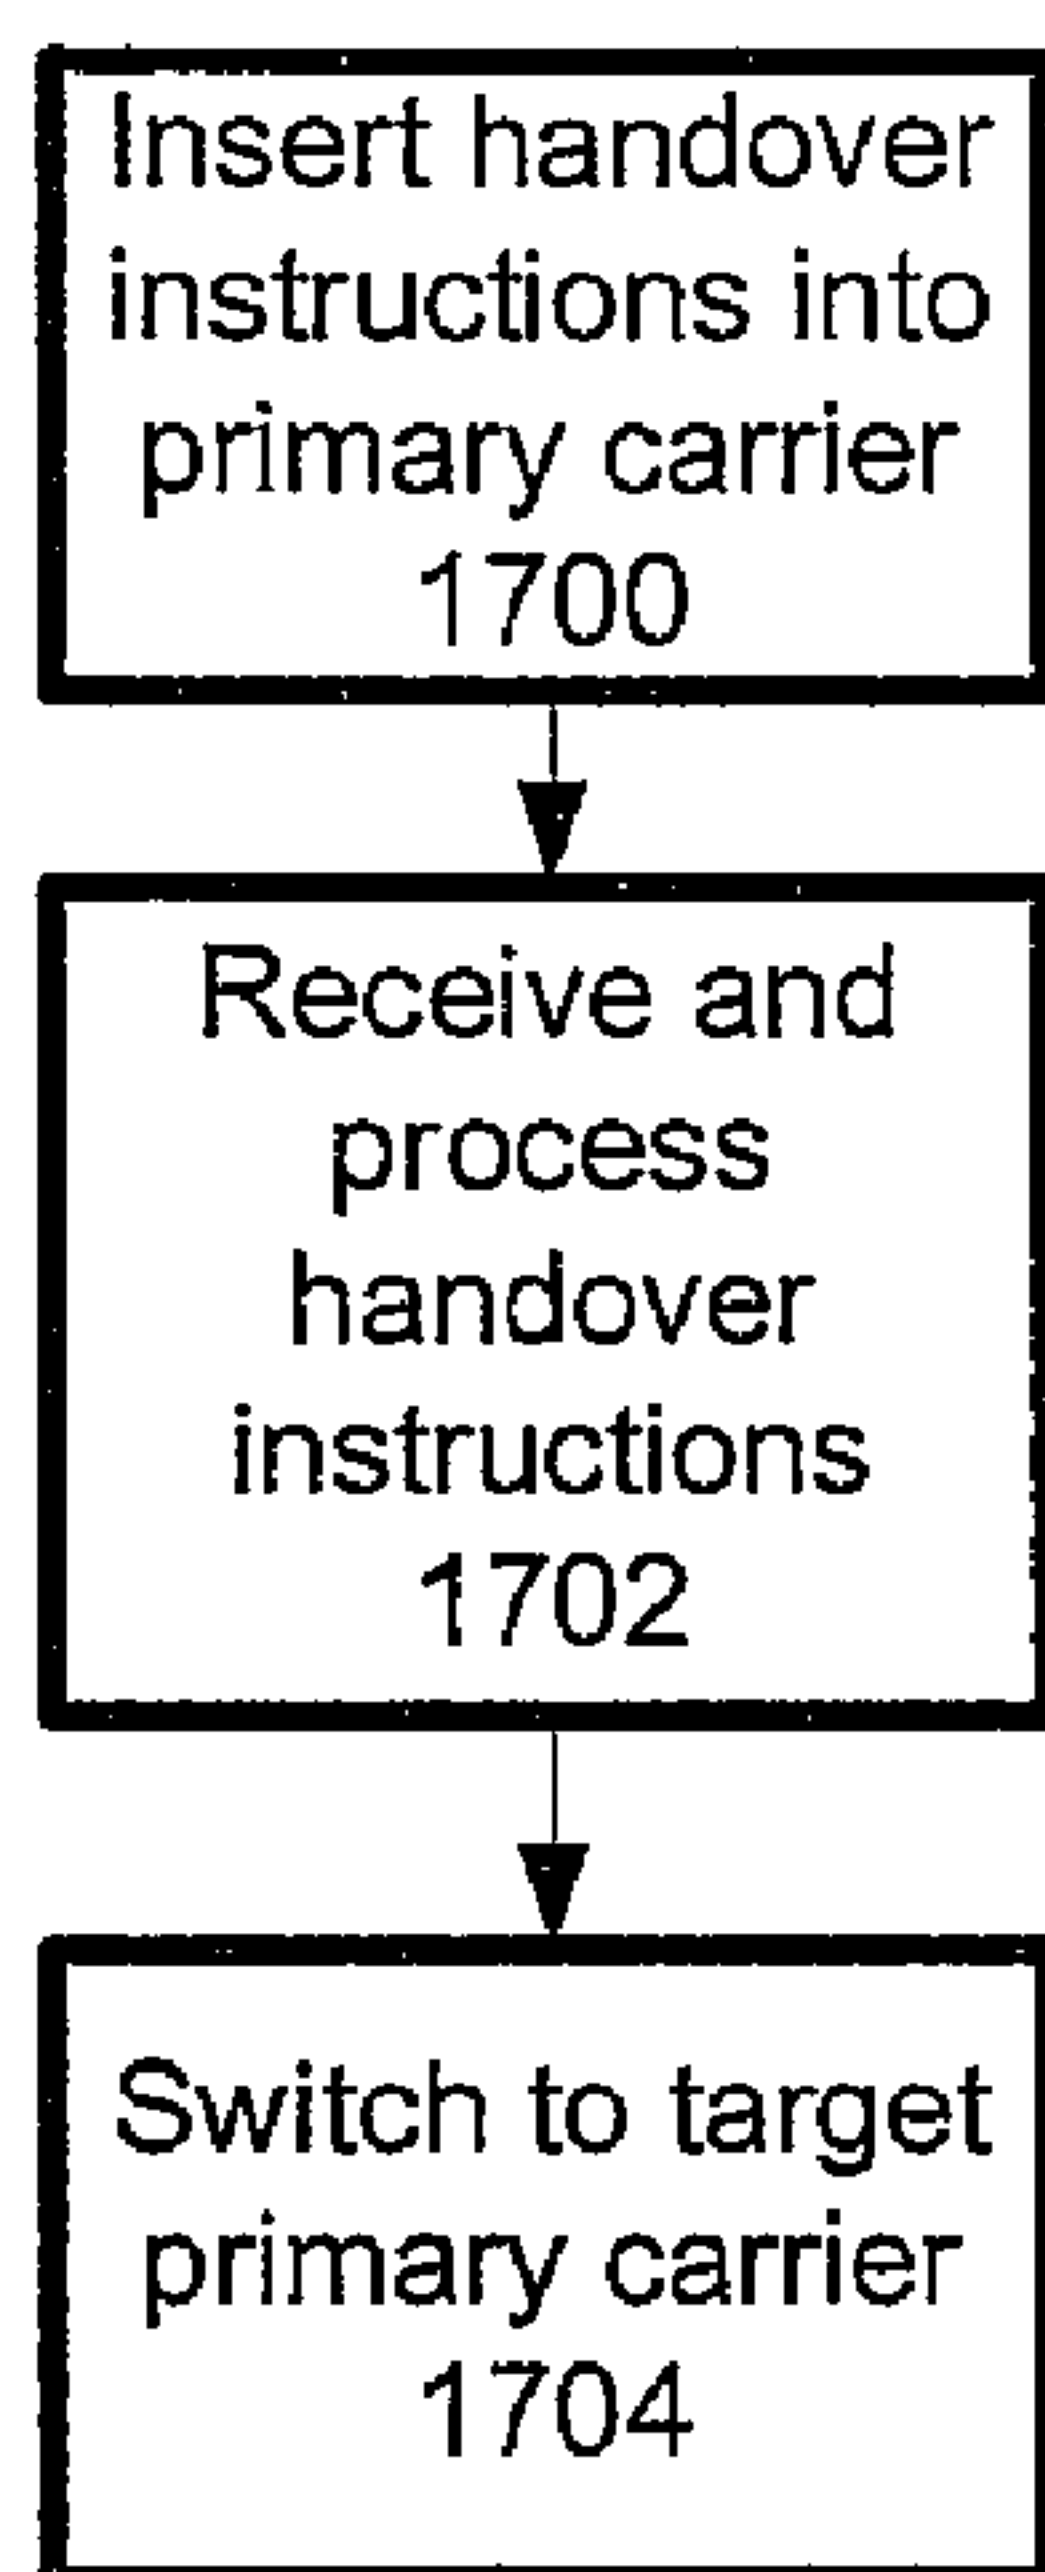 Insert handover
instructions into
primary carrier
1700
Receive and
process
handover
instructions
1702
Switch to target
primary carrier
1704